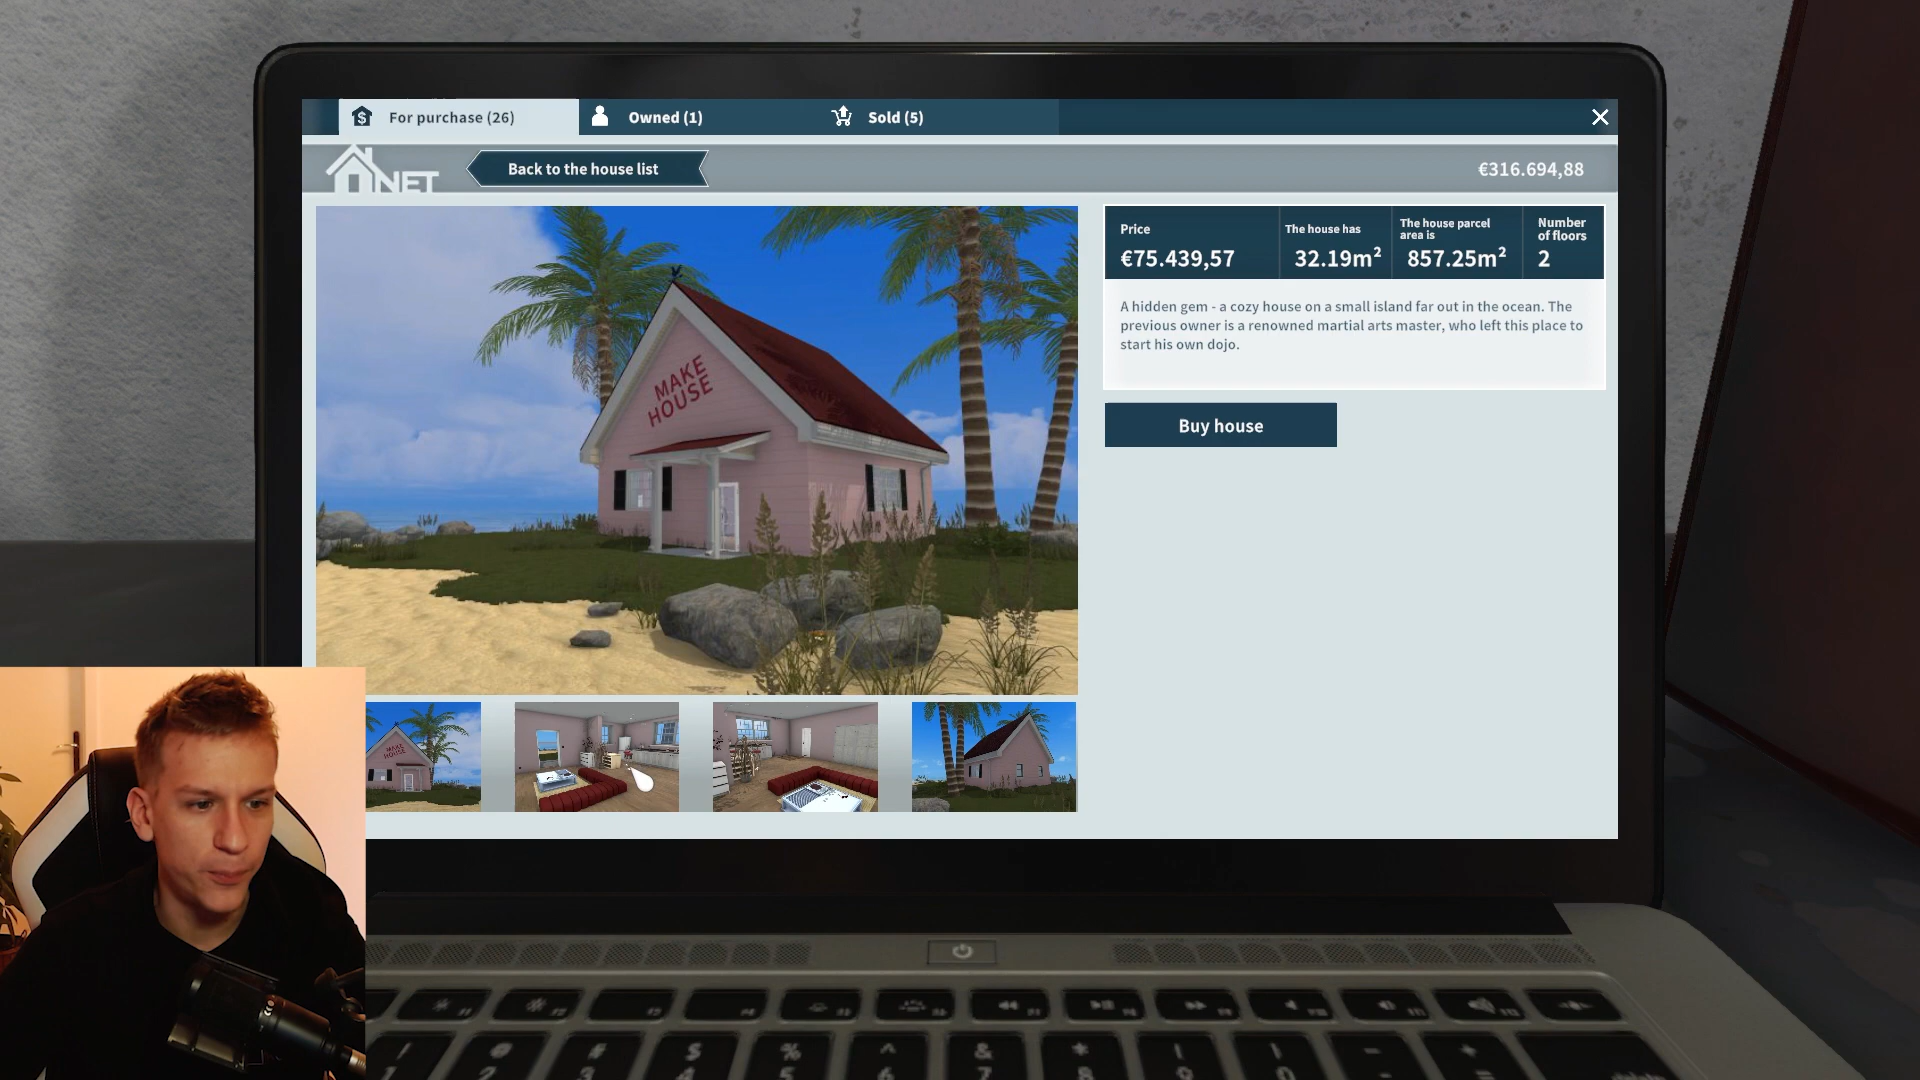 For purchase (26)
Owned (1)
Sold (5)
NET
Back to the house list
€316.694,88
Price
€75.439,57
The house has
32.19m²
The house parcel
area is
857.25m²
Number
of floors
2
A hidden gem - a cozy house on a small island far out in the ocean. The
previous owner is a renowned martial arts master, who left this place to
start his own dojo.
Buy house
MAKE
HOUSE
MAKE
HOUSE